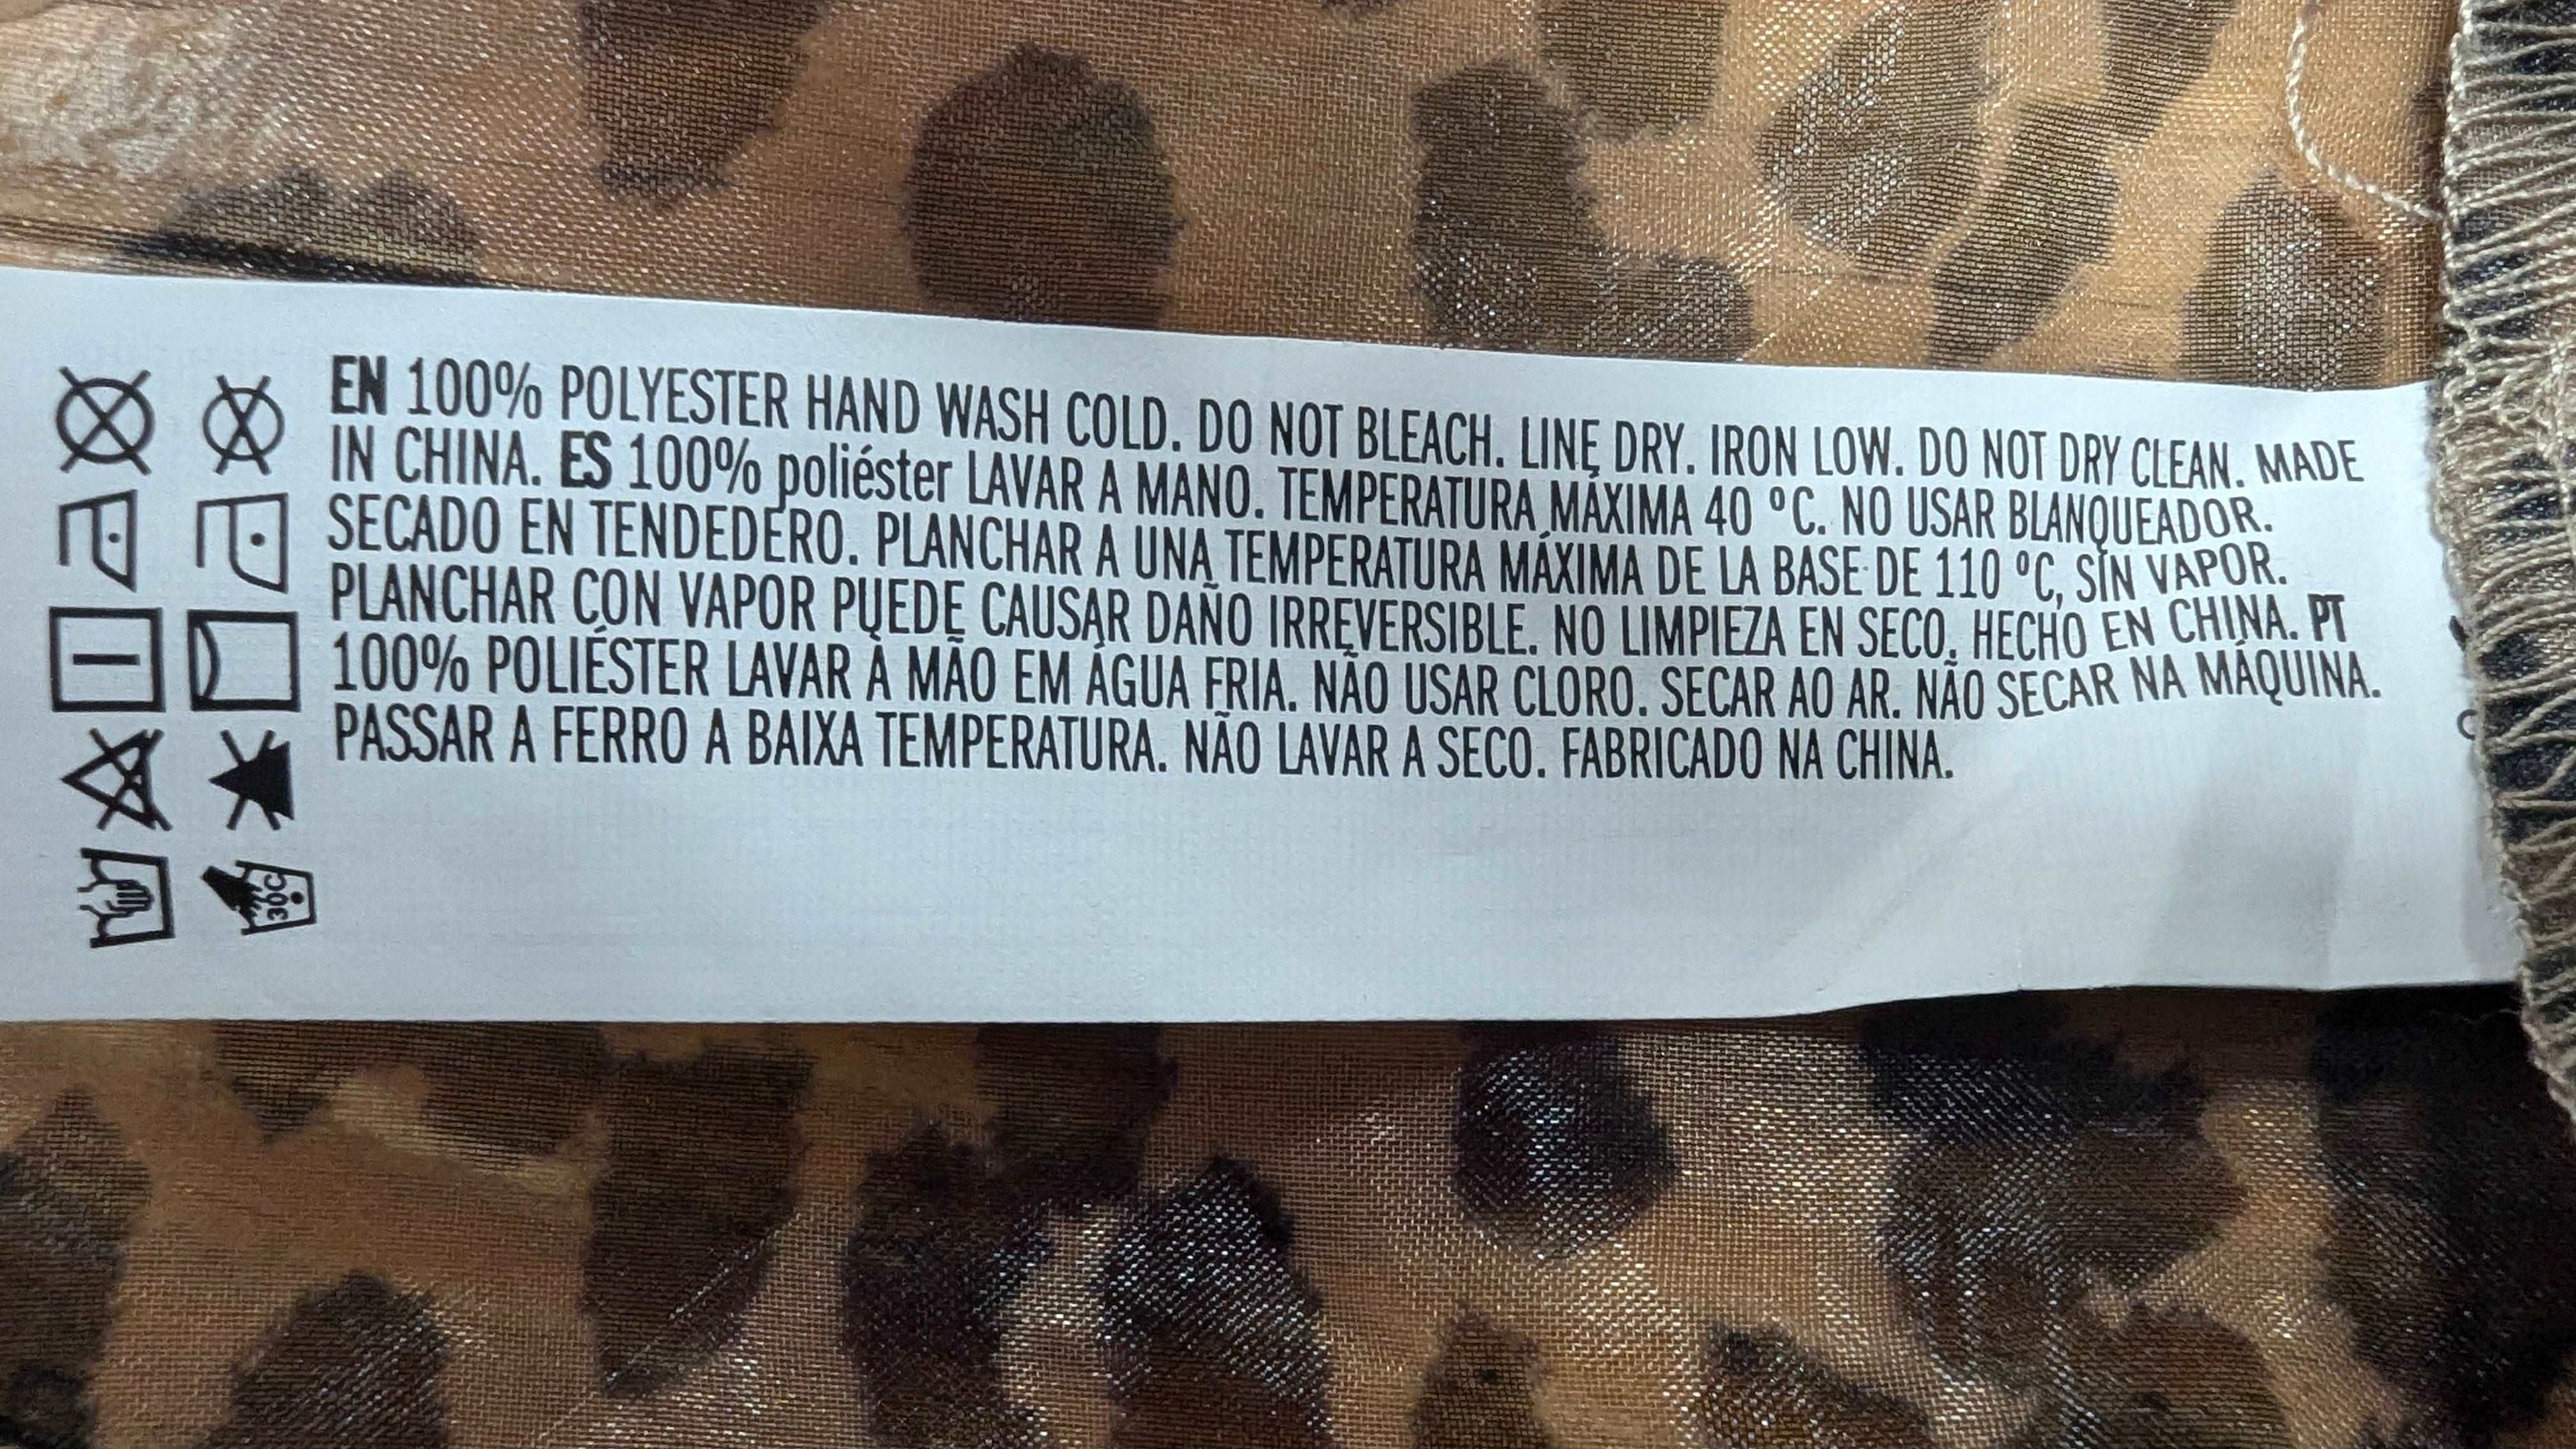 EN 100% POLYESTER HAND WASH COLD. DO NOT BLEACH. LINE DRY. IRON LOW. DO NOT DRY CLEAN. MADE
IN CHINA. ES 100% poliéster LAVAR A MANO. TEMPERATURA MÁXIMA 40 °C. NO USAR BLANQUEADOR.
SECADO EN TENDEDERO. PLANCHAR A UNA TEMPERATURA MÁXIMA DE LA BASE DE 110 °C, SIN VAPOR.
PLANCHAR CON VAPOR PUEDE CAUSAR DAÑO IRREVERSIBLE. NO LIMPIEZA EN SECO. HECHO EN CHINA. PT
100% POLIÉSTER LAVAR À MÃO EM ÁGUA FRIA. NÃO USAR CLORO. SECAR AO AR. NÃO SECAR NA MÁQUINA.
PASSAR A FERRO A BAIXA TEMPERATURA. NÃO LAVAR A SECO. FABRICADO NA CHINA.
30C